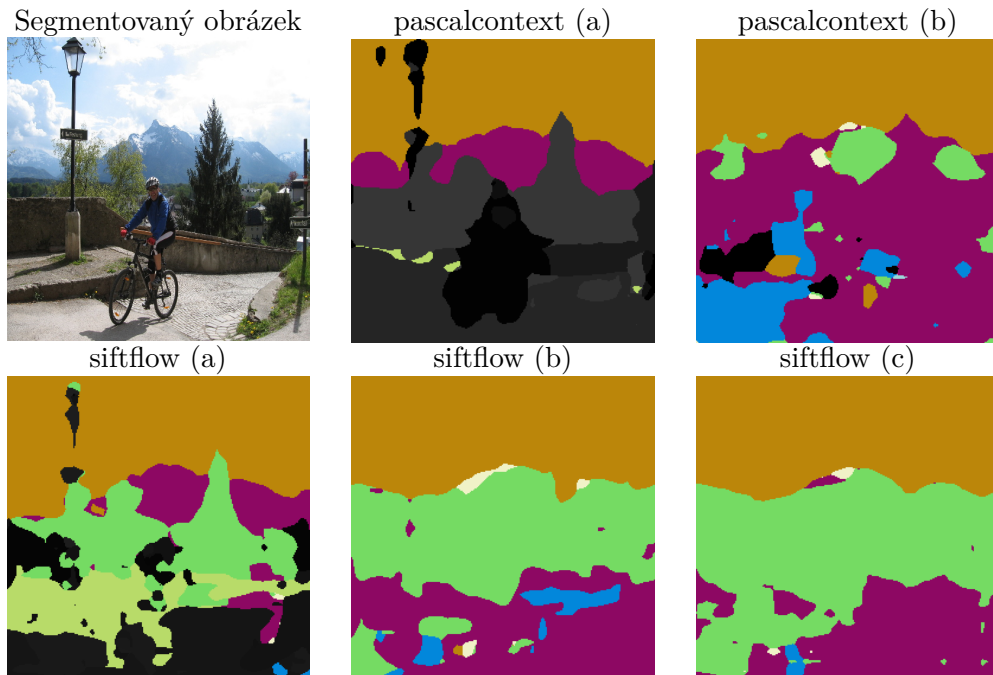 Segmentovaný obrázek
pascalcontext (a)
pascalcontext (b)
siftflow (a)
siftflow (b)
siftflow (c)